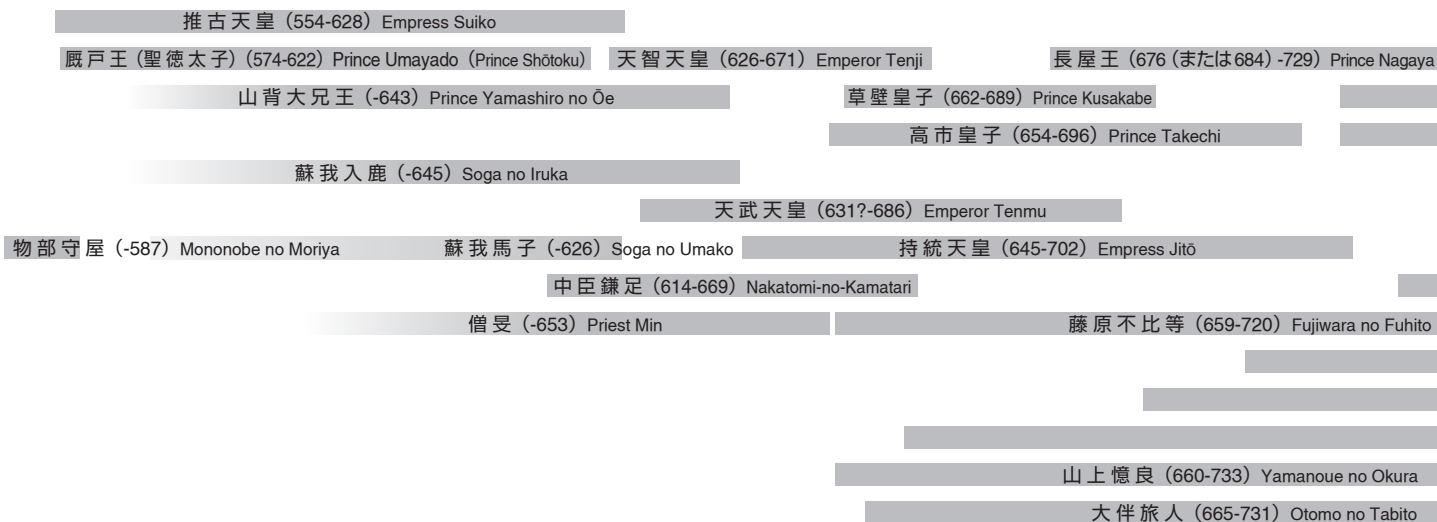 推古天皇（554-628）Empress Suiko
厩戸王（聖徳太子）（574-622）Prince Umayado（Prince Shōtoku） 天智天皇（626-671）Emperor Tenji 長屋王（676（または684）-729）Prince Nagaya
山背大兄王（-643）Prince Yamashiro no Ōe 草壁皇子（662-689）Prince Kusakabe
高市皇子（654-696）Prince Takechi
蘇我入鹿（-645）Soga no Iruka
天武天皇（631?-686）Emperor Tenmu
物部守屋（-587）Mononobe no Moriya 蘇我馬子（-626）Soga no Umako 持統天皇（645-702）Empress Jitō
中臣鎌足（614-669）Nakatomi-no-Kamatari
僧旻（-653）Priest Min 藤原不比等（659-720）Fujiwara no Fuhito
山上憶良（660-733）Yamanoue no Okura
大伴旅人（665-731）Otomo no Tabito